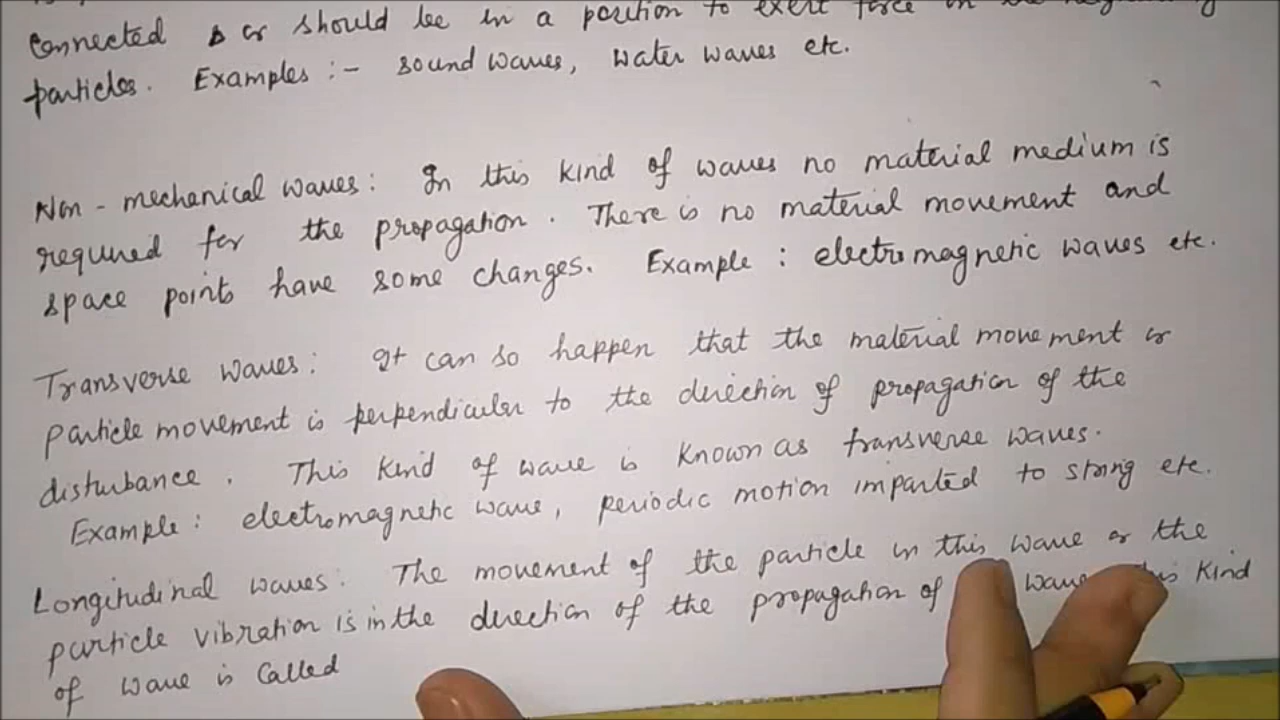 connected or should be in a position to exert force
particles. Examples :- sound waves, water waves etc.
Non-mechanical waves: In this kind of waves no material medium is
required for the propagation. There is no material movement and
space points have some changes. Example : electromagnetic waves etc.
Transverse waves: It can so happen that the material movement or
particle movement is perpendicular to the direction of propagation of the
disturbance. This kind of wave is known as transverse waves.
Example: electromagnetic wave, periodic motion imparted to string etc.
Longitudinal waves: The movement of the particle in this wave or the
particle vibration is in the direction of the propagation of wave kind
of wave is called